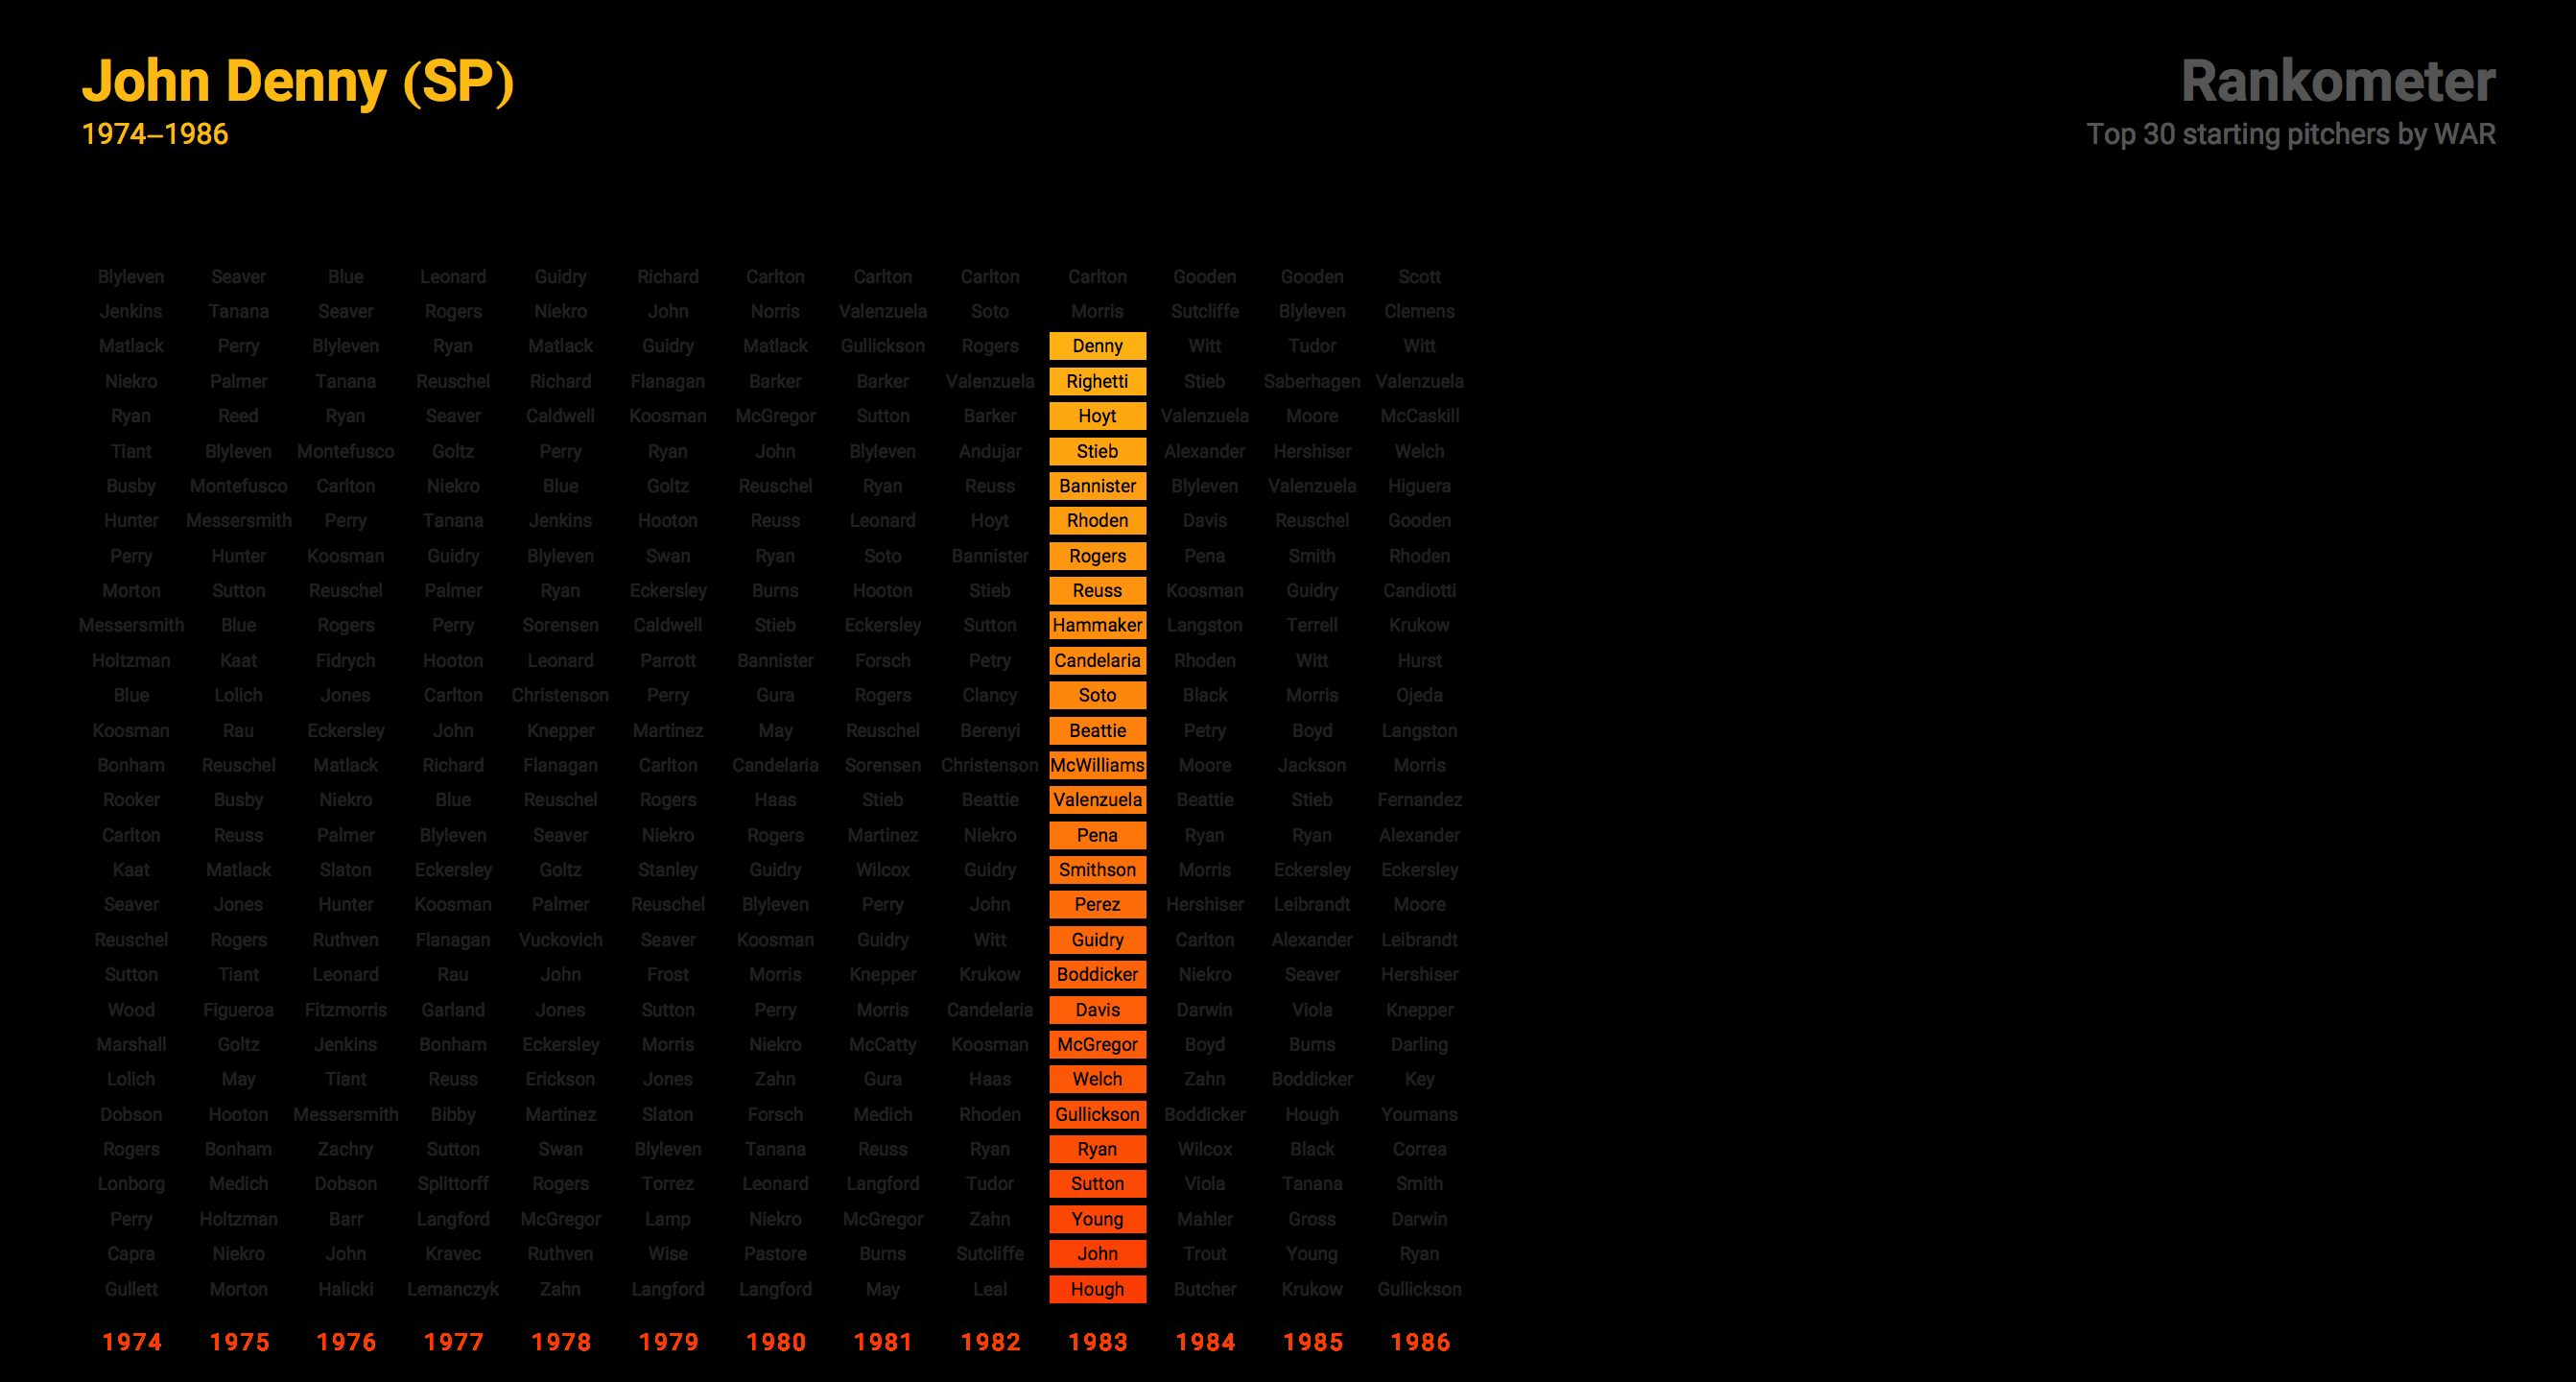 John Denny (SP)
1974–1986
Rankometer
Top 30 starting pitchers by WAR
Blyleven Seaver Blue Leonard Guidry Richard Carlton Carlton Carlton Carlton Gooden Gooden Scott
Jenkins Tanana Seaver Rogers Niekro John Norris Valenzuela Soto Morris Sutcliffe Blyleven Clemens
Matlack Perry Blyleven Ryan Matlack Guidry Matlack Gullickson Rogers Denny Witt Tudor Witt
Niekro Palmer Tanana Reuschel Richard Flanagan Barker Barker Valenzuela Righetti Stieb Saberhagen Valenzuela
Ryan Reed Ryan Seaver Caldwell Koosman McGregor Sutton Barker Hoyt Valenzuela Moore McCaskill
Tiant Blyleven Montefusco Goltz Perry Ryan John Blyleven Andujar Stieb Alexander Hershiser Welch
Busby Montefusco Carlton Niekro Blue Goltz Reuschel Ryan Reuss Bannister Blyleven Valenzuela Higuera
Hunter Messersmith Perry Tanana Jenkins Hooton Reuss Leonard Hoyt Rhoden Davis Reuschel Gooden
Perry Hunter Koosman Guidry Blyleven Swan Ryan Soto Bannister Rogers Pena Smith Rhoden
Morton Sutton Reuschel Palmer Ryan Eckersley Burns Hooton Stieb Reuss Koosman Guidry Candiotti
Messersmith Blue Rogers Perry Sorensen Caldwell Stieb Eckersley Sutton Hammaker Langston Terrell Krukow
Holtzman Kaat Fidrych Hooton Leonard Parrott Bannister Forsch Petry Candelaria Rhoden Witt Hurst
Blue Lolich Jones Carlton Christenson Perry Gura Rogers Clancy Soto Black Morris Ojeda
Koosman Rau Eckersley John Knepper Martinez May Reuschel Berenyi Beattie Petry Boyd Langston
Bonham Reuschel Matlack Richard Flanagan Carlton Candelaria Sorensen Christenson McWilliams Moore Jackson Morris
Rooker Busby Niekro Blue Reuschel Rogers Haas Stieb Beattie Valenzuela Beattie Stieb Fernandez
Carlton Reuss Palmer Blyleven Seaver Niekro Rogers Martinez Niekro Pena Ryan Ryan Alexander
Kaat Matlack Slaton Eckersley Goltz Stanley Guidry Wilcox Guidry Smithson Morris Eckersley Eckersley
Seaver Jones Hunter Koosman Palmer Reuschel Blyleven Perry John Perez Hershiser Leibrandt Moore
Reuschel Rogers Ruthven Flanagan Vuckovich Seaver Koosman Guidry Witt Guidry Carlton Alexander Leibrandt
Sutton Tiant Leonard Rau John Frost Morris Knepper Krukow Boddicker Niekro Seaver Hershiser
Wood Figueroa Fitzmorris Garland Jones Sutton Perry Morris Candelaria Davis Darwin Viola Knepper
Marshall Goltz Jenkins Bonham Eckersley Morris Niekro McCatty Koosman McGregor Boyd Burns Darling
Lolich May Tiant Reuss Erickson Jones Zahn Gura Haas Welch Zahn Boddicker Key
Dobson Hooton Messersmith Bibby Martinez Slaton Forsch Medich Rhoden Gullickson Boddicker Hough Youmans
Rogers Bonham Zachry Sutton Swan Blyleven Tanana Reuss Ryan Ryan Wilcox Black Correa
Lonborg Medich Dobson Splittorff Rogers Torrez Leonard Langford Tudor Sutton Viola Tanana Smith
Perry Holtzman Barr Langford McGregor Lamp Niekro McGregor Zahn Young Mahler Gross Darwin
Capra Niekro John Kravec Ruthven Wise Pastore Burns Sutcliffe John Trout Young Ryan
Gullett Morton Halicki Lemanczyk Zahn Langford Langford May Leal Hough Butcher Krukow Gullickson
1974 1975 1976 1977 1978 1979 1980 1981 1982 1983 1984 1985 1986